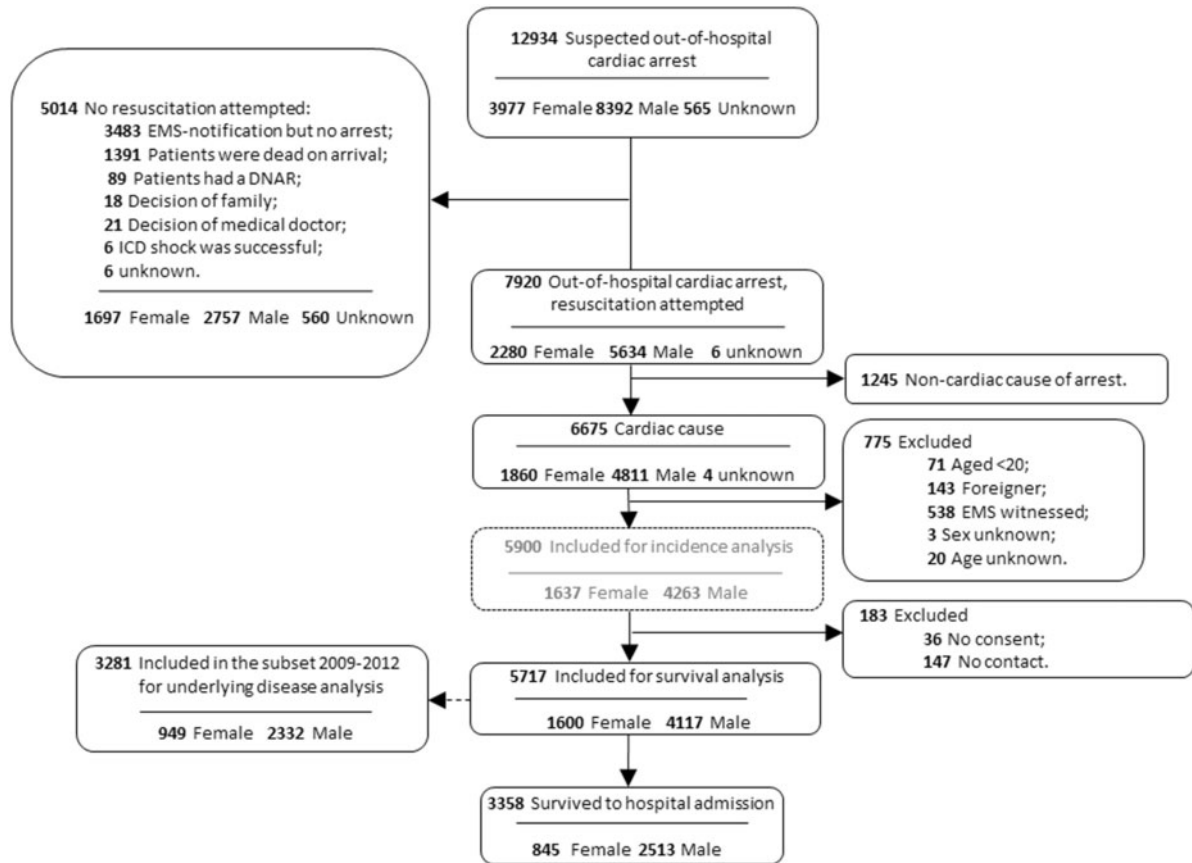 12934 Suspected out-of-hospital
cardiac arrest
3977 Female 8392 Male 565 Unknown
5014 No resuscitation attempted:
3483 EMS-notification but no arrest;
1391 Patients were dead on arrival;
89 Patients had a DNAR;
18 Decision of family;
21 Decision of medical doctor;
6 ICD shock was successful;
6 unknown.
1697 Female 2757 Male 560 Unknown
7920 Out-of-hospital cardiac arrest,
resuscitation attempted
2280 Female 5634 Male 6 unknown
1245 Non-cardiac cause of arrest.
6675 Cardiac cause
1860 Female 4811 Male 4 unknown
775 Excluded
71 Aged <20;
143 Foreigner;
538 EMS witnessed;
3 Sex unknown;
20 Age unknown.
5900 Included for incidence analysis
1637 Female 4263 Male
183 Excluded
36 No consent;
147 No contact.
3281 Included in the subset 2009-2012
for underlying disease analysis
949 Female 2332 Male
5717 Included for survival analysis
1600 Female 4117 Male
3358 Survived to hospital admission
845 Female 2513 Male